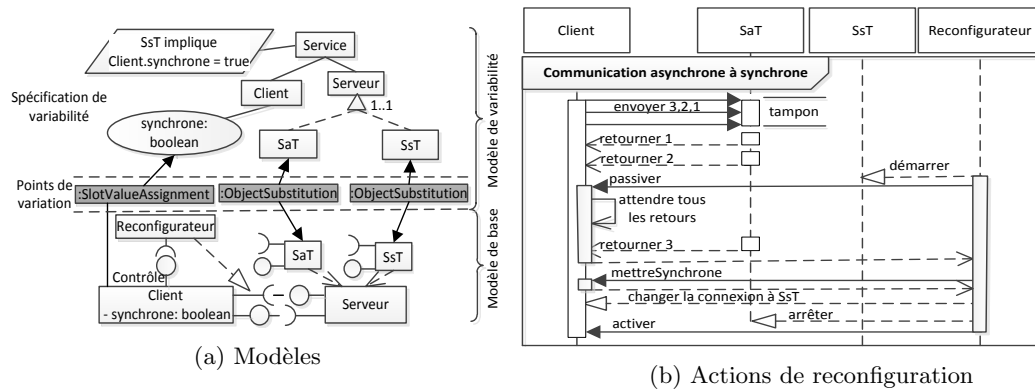 SsT implique
Client.synchrone = true
Service
Client
Serveur
1..1
Spécification de
variabilité
synchrone:
boolean
SaT
SsT
Modèle de variabilité
Points de
variation
:SlotValueAssignment
:ObjectSubstitution
:ObjectSubstitution
Reconfigurateur
SaT
SsT
Contrôle
Client
- synchrone: boolean
Serveur
Modèle de base
(a) Modèles
Client
SaT
SsT
Reconfigurateur
Communication asynchrone à synchrone
envoyer 3,2,1
tampon
retourner 1
retourner 2
démarrer
passiver
attendre tous
les retours
retourner 3
mettreSynchrone
changer la connexion à SsT
arrêter
activer
(b) Actions de reconfiguration